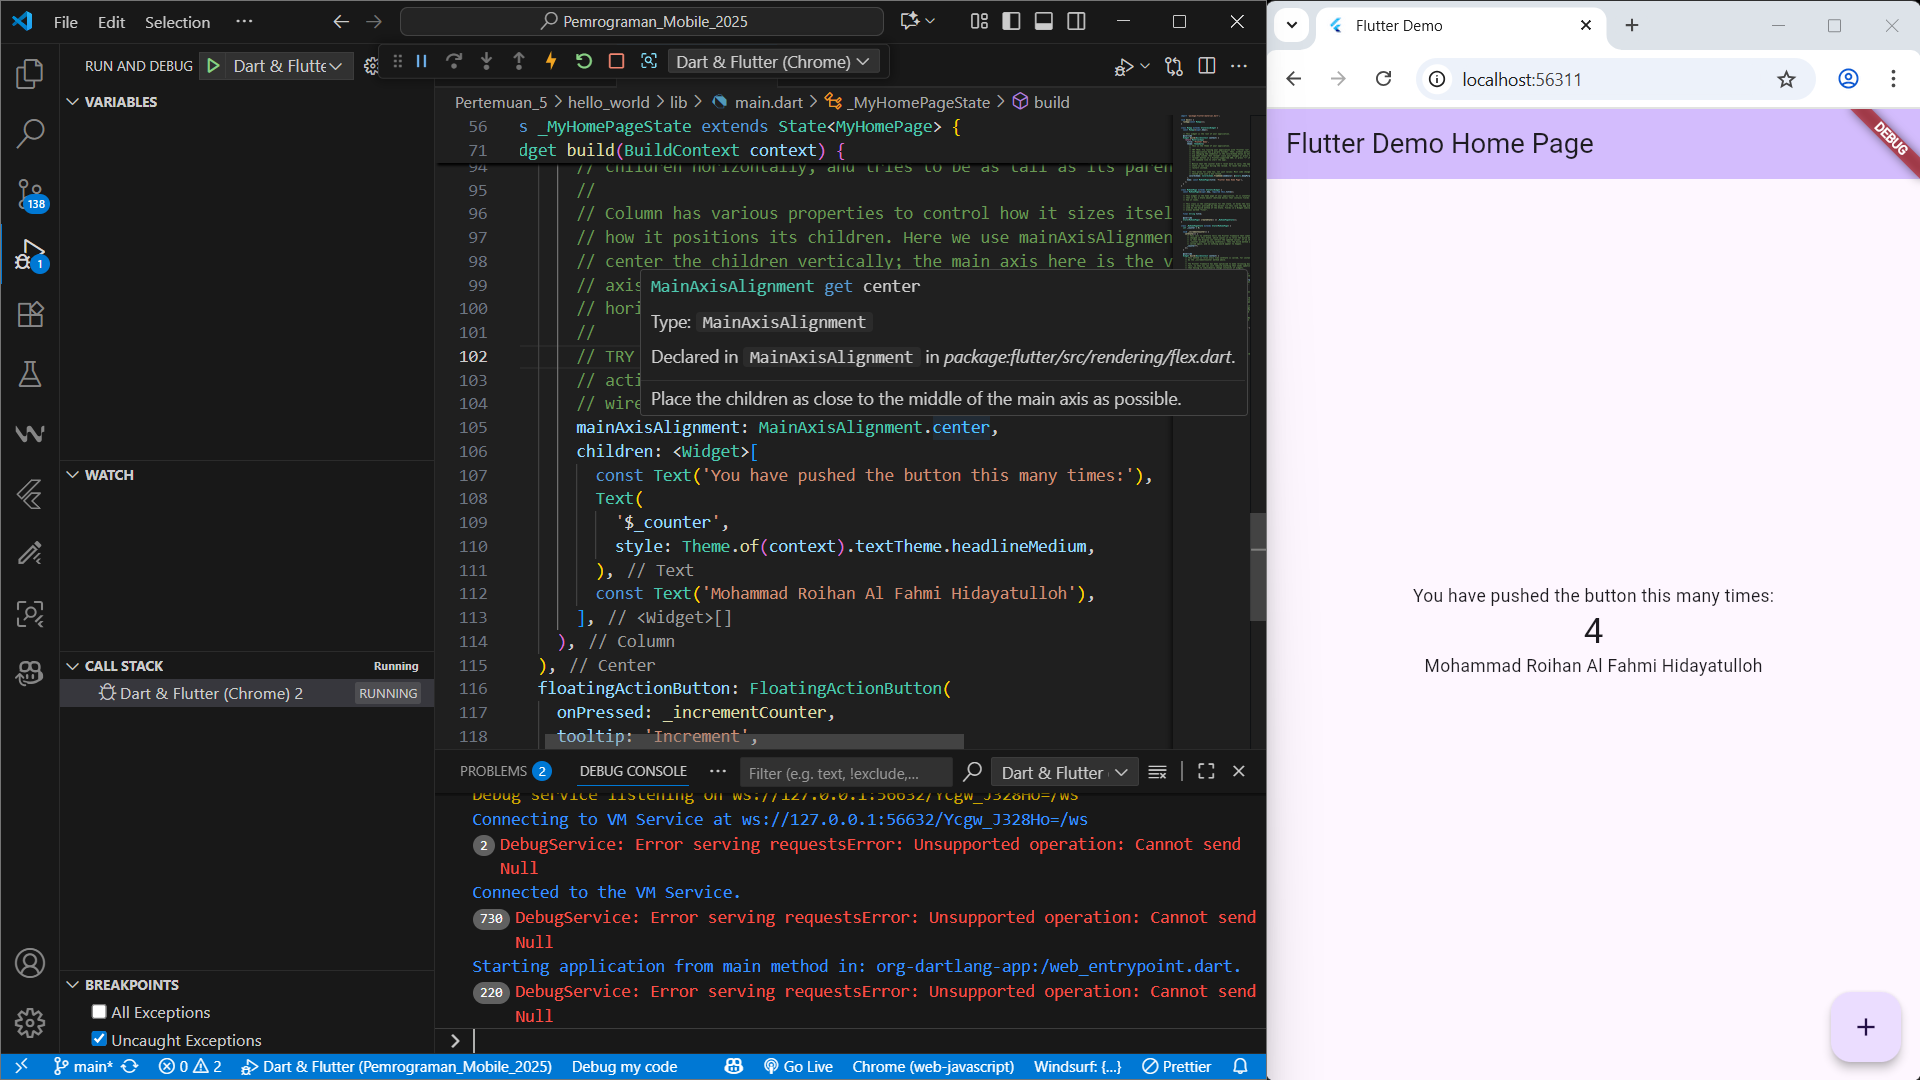 File Edit Selection ··· Pemrograman_Mobile_2025
Flutter Demo
RUN AND DEBUG Dart & Flutte
Dart & Flutter (Chrome)
localhost:56311
VARIABLES
Pertemuan_5 > hello_world > lib > main.dart > _MyHomePageState > build
Flutter Demo Home Page
DEBUG
56 s _MyHomePageState extends State<MyHomePage> {
71 dget build(BuildContext context) {
94 // children horizontally, and tries to be as tall as its paren
95 //
96 // Column has various properties to control how it sizes itsel
97 // how it positions its children. Here we use mainAxisAlignmen
98 // center the children vertically; the main axis here is the v
99 // axis
100 // hori
101 //
102 // TRY
103 // acti
104 // wire
MainAxisAlignment get center
Type: MainAxisAlignment
Declared in MainAxisAlignment in package:flutter/src/rendering/flex.dart.
Place the children as close to the middle of the main axis as possible.
105 mainAxisAlignment: MainAxisAlignment.center,
106 children: <Widget>[
107 const Text('You have pushed the button this many times:'),
108 Text(
109 '$_counter',
110 style: Theme.of(context).textTheme.headlineMedium,
111 ), // Text
112 const Text('Mohammad Roihan Al Fahmi Hidayatulloh'),
113 ], // <Widget>[]
114 ), // Column
115 ), // Center
116 floatingActionButton: FloatingActionButton(
117 onPressed: _incrementCounter,
118 tooltip: 'Increment',
138
1
WATCH
CALL STACK Running
Dart & Flutter (Chrome) 2 RUNNING
BREAKPOINTS
All Exceptions
Uncaught Exceptions
PROBLEMS 2 DEBUG CONSOLE ··· Filter (e.g. text, !exclude,... Dart & Flutter
Debug service listening on ws://127.0.0.1:56632/Ycgw_J328Ho=/ws
Connecting to VM Service at ws://127.0.0.1:56632/Ycgw_J328Ho=/ws
2 DebugService: Error serving requestsError: Unsupported operation: Cannot send
Null
Connected to the VM Service.
730 DebugService: Error serving requestsError: Unsupported operation: Cannot send
Null
Starting application from main method in: org-dartlang-app:/web_entrypoint.dart.
220 DebugService: Error serving requestsError: Unsupported operation: Cannot send
Null
>
You have pushed the button this many times:
4
Mohammad Roihan Al Fahmi Hidayatulloh
+
main* 0 2 Dart & Flutter (Pemrograman_Mobile_2025) Debug my code Go Live Chrome (web-javascript) Windsurf: {...} Prettier